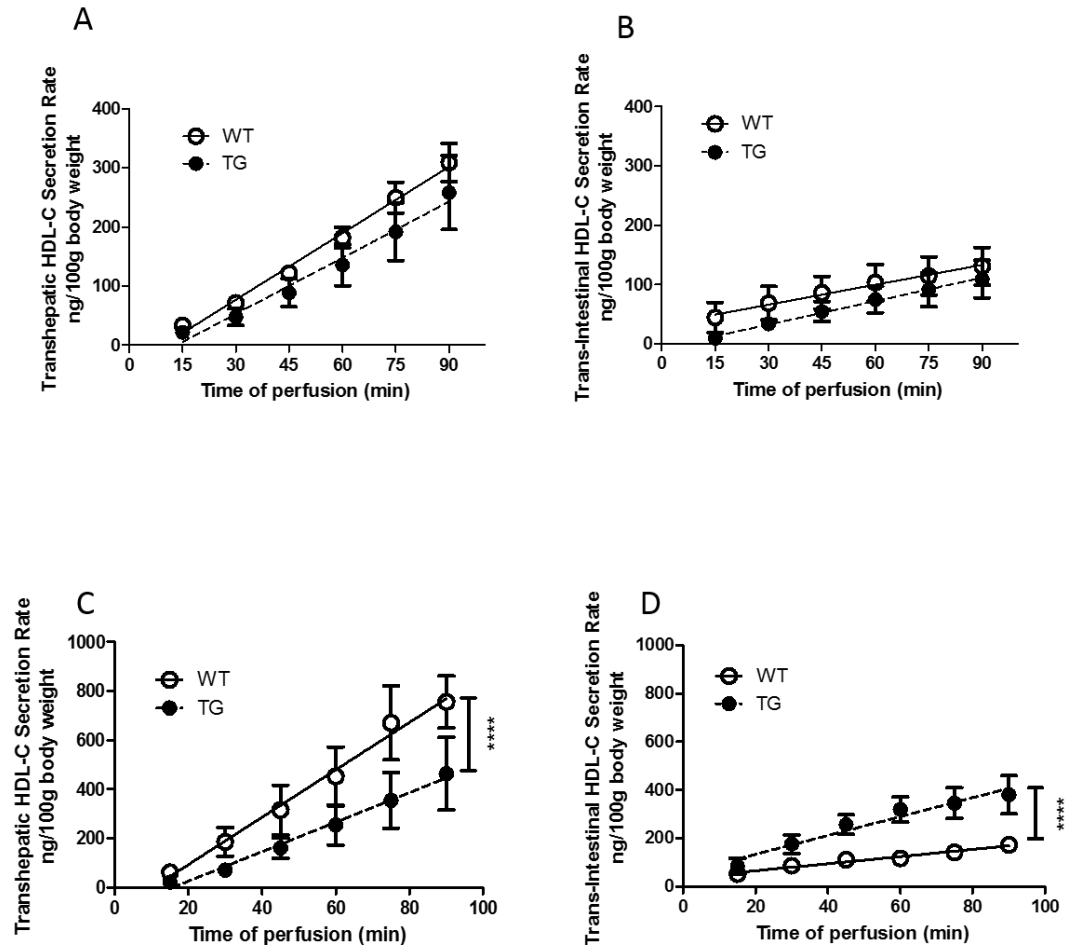 A
Transhepatic HDL-C Secretion Rate
ng/100g body weight
400
300
200
100
0
WT
TG
0 15 30 45 60 75 90
Time of perfusion (min)
B
Trans-Intestinal HDL-C Secretion Rate
ng/100g body weight
400
300
200
100
0
WT
TG
0 15 30 45 60 75 90
Time of perfusion (min)
C
Transhepatic HDL-C Secretion Rate
ng/100g body weight
1000
800
600
400
200
0
WT
TG
****
0 20 40 60 80 100
Time of perfusion (min)
D
Trans-Intestinal HDL-C Secretion Rate
ng/100g body weight
1000
800
600
400
200
0
WT
TG
****
0 20 40 60 80 100
Time of perfusion (min)